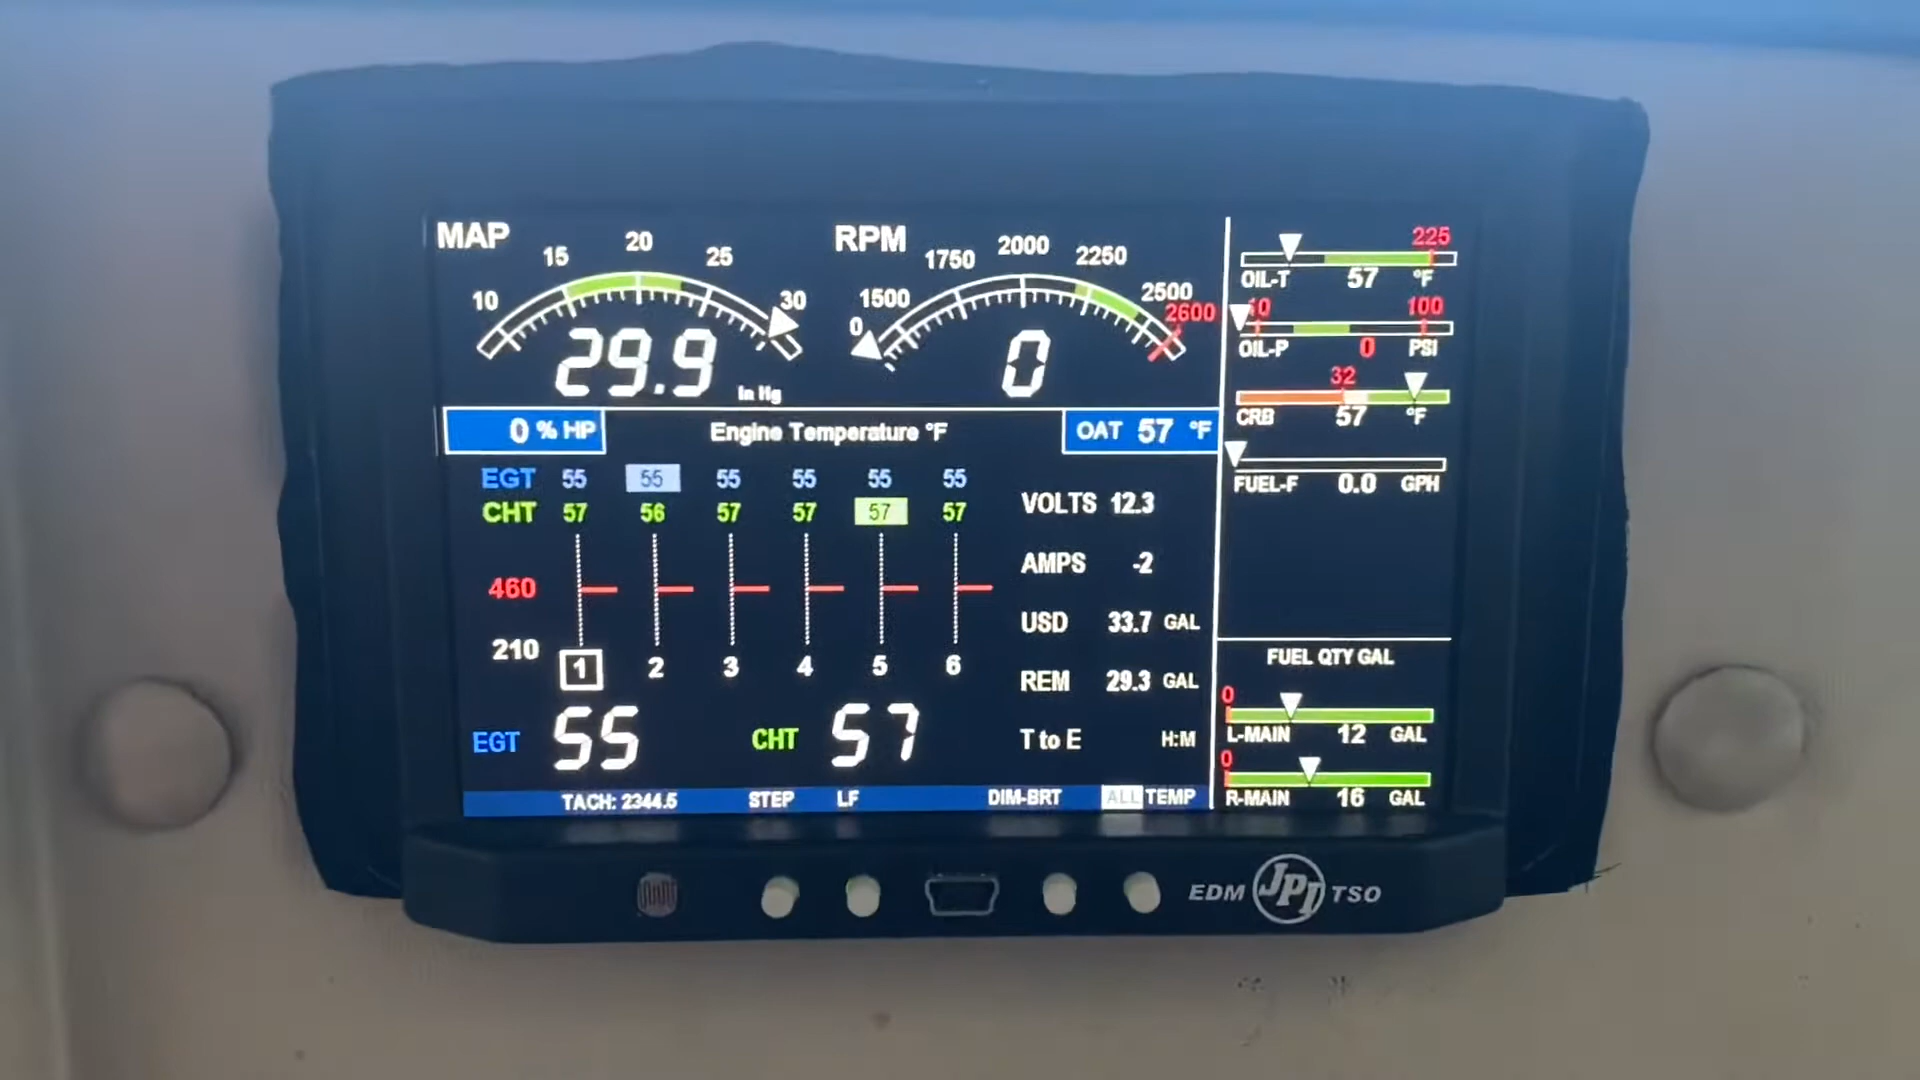 MAP
10 15 20 25 30
29.9 In Hg
RPM
0 1500 1750 2000 2250 2500 2600
0
225
OIL-T 57 °F
10 100
OIL-P 0 PSI
32
CRB 57 °F
FUEL-F 0.0 GPH
0 % HP
Engine Temperature °F
OAT 57 °F
EGT 55 55 55 55 55 55
CHT 57 56 57 57 57 57
460
210
1 2 3 4 5 6
EGT 55 CHT 57
VOLTS 12.3
AMPS -2
USD 33.7 GAL
REM 29.3 GAL
T to E H:M
FUEL QTY GAL
0
L-MAIN 12 GAL
0
R-MAIN 16 GAL
TACH: 2344.5 STEP LF DIM-BRT ALL TEMP
EDM JPI TSO